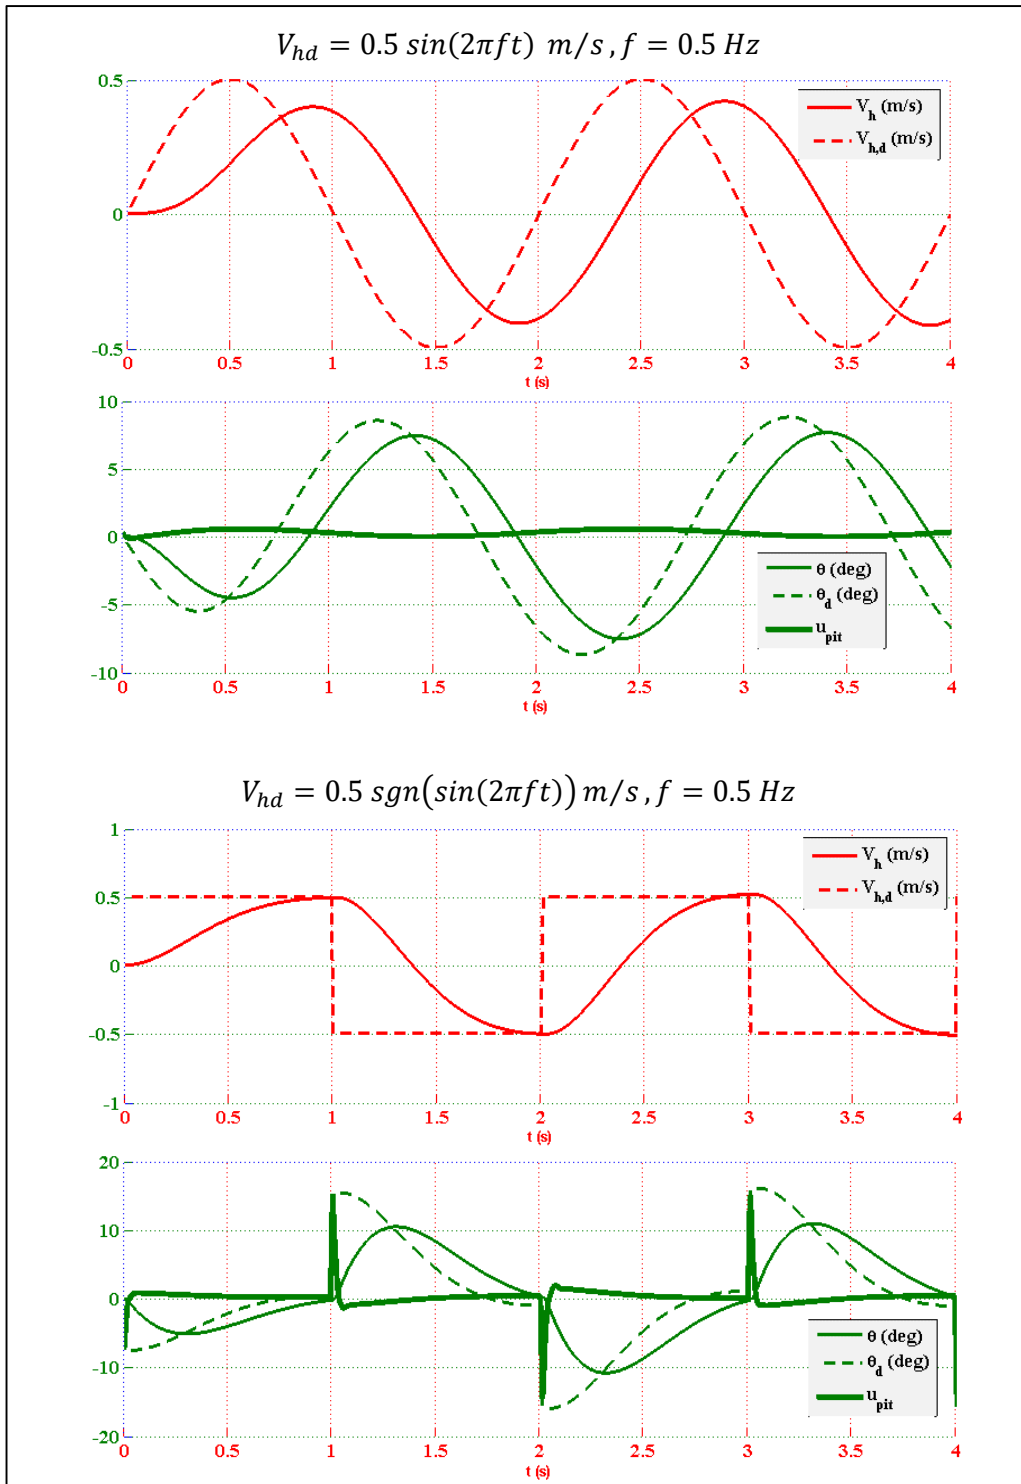 V_hd = 0.5 sin(2πft) m/s , f = 0.5 Hz
0.5
0
-0.5
V_h (m/s)
V_h,d (m/s)
0 0.5 1 1.5 2 2.5 3 3.5 4
t (s)
10
5
0
-5
-10
θ (deg)
θ_d (deg)
u_pit
0 0.5 1 1.5 2 2.5 3 3.5 4
t (s)
V_hd = 0.5 sgn(sin(2πft)) m/s , f = 0.5 Hz
1
0.5
0
-0.5
-1
V_h (m/s)
V_h,d (m/s)
0 0.5 1 1.5 2 2.5 3 3.5 4
t (s)
20
10
0
-10
-20
θ (deg)
θ_d (deg)
u_pit
0 0.5 1 1.5 2 2.5 3 3.5 4
t (s)